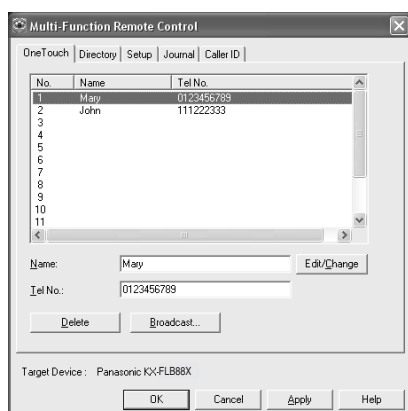 Multi-Function Remote Control
OneTouch Directory Setup Journal Caller ID
No. Name Tel No.
1 Mary 0123456789
2 John 111222333
3
4
5
6
7
8
9
10
11
Name: Mary Edit/Change
Tel No.: 0123456789
Delete Broadcast...
Target Device : Panasonic KX-FLB88X
OK Cancel Apply Help